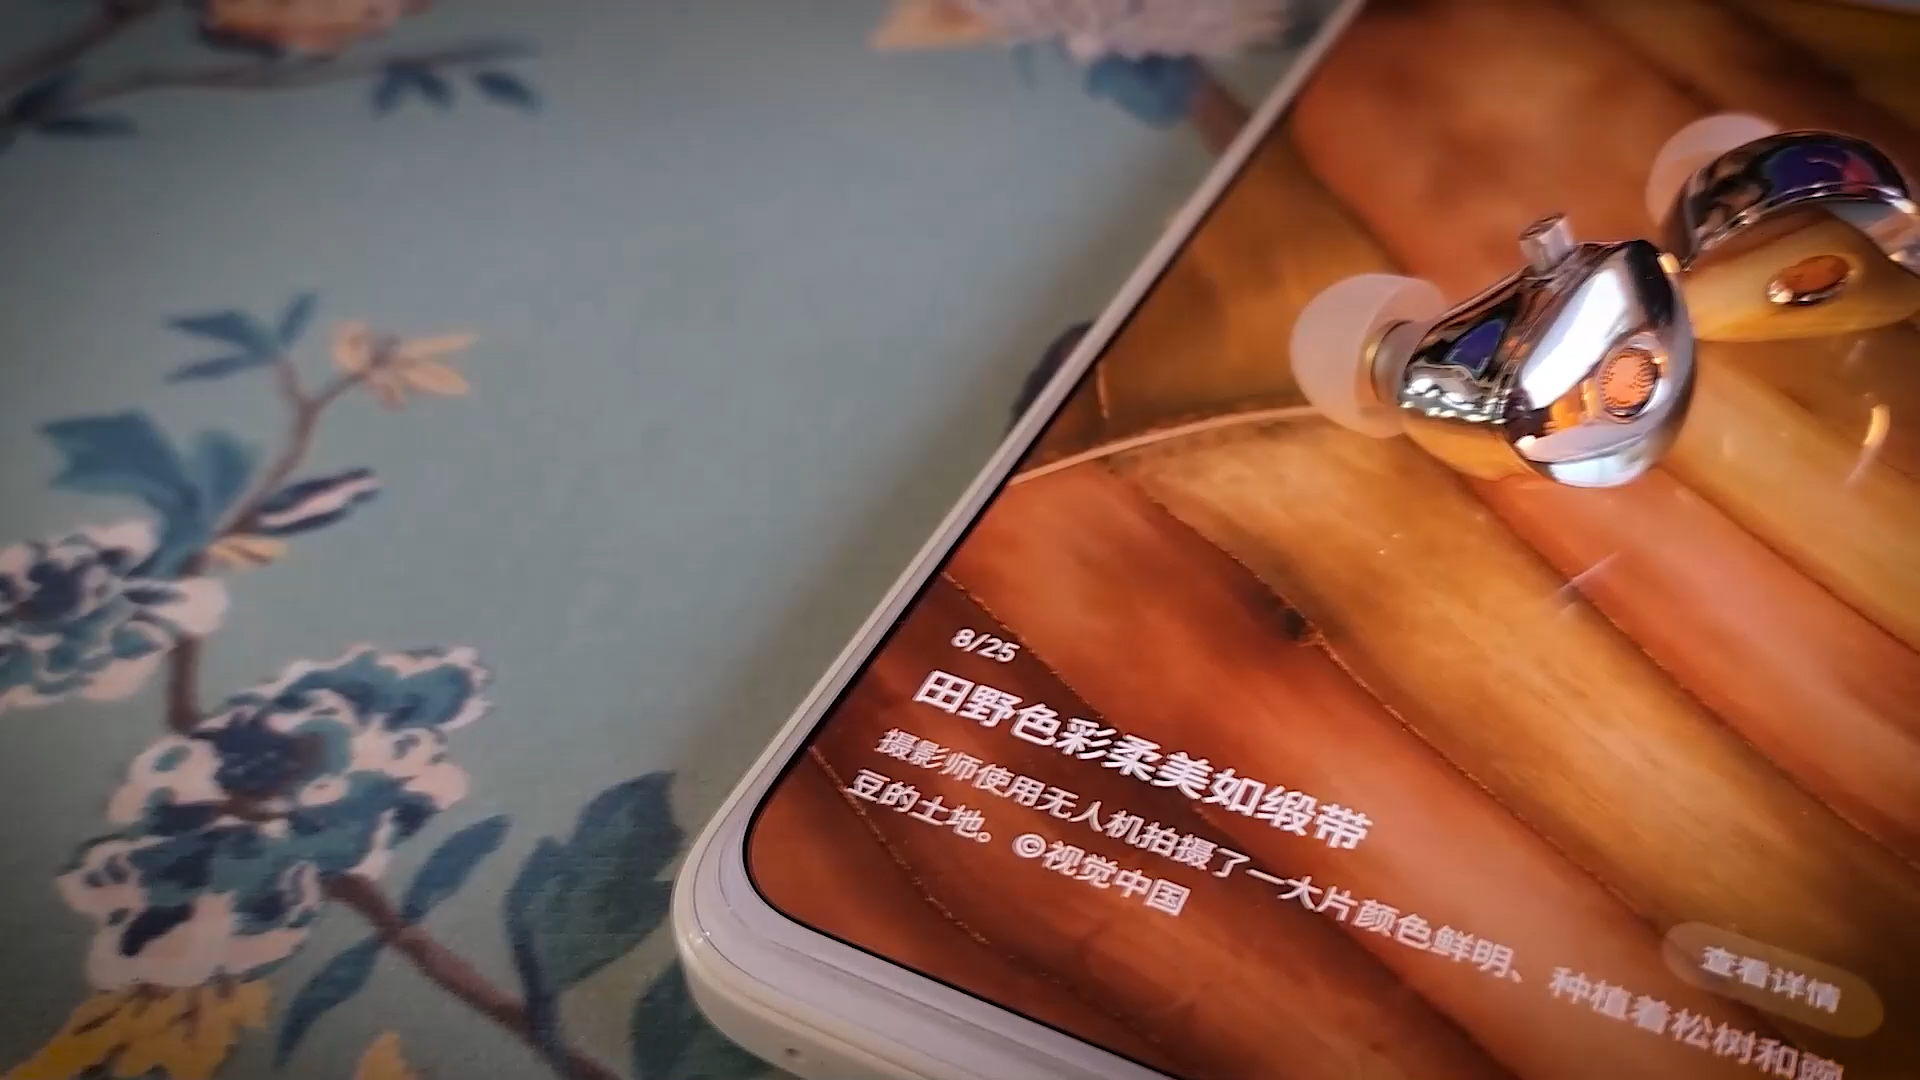 8/25
田野色彩柔美如缎带
摄影师使用无人机拍摄了一大片颜色鲜明、种植着松树和豌
豆的土地。©视觉中国
查看详情